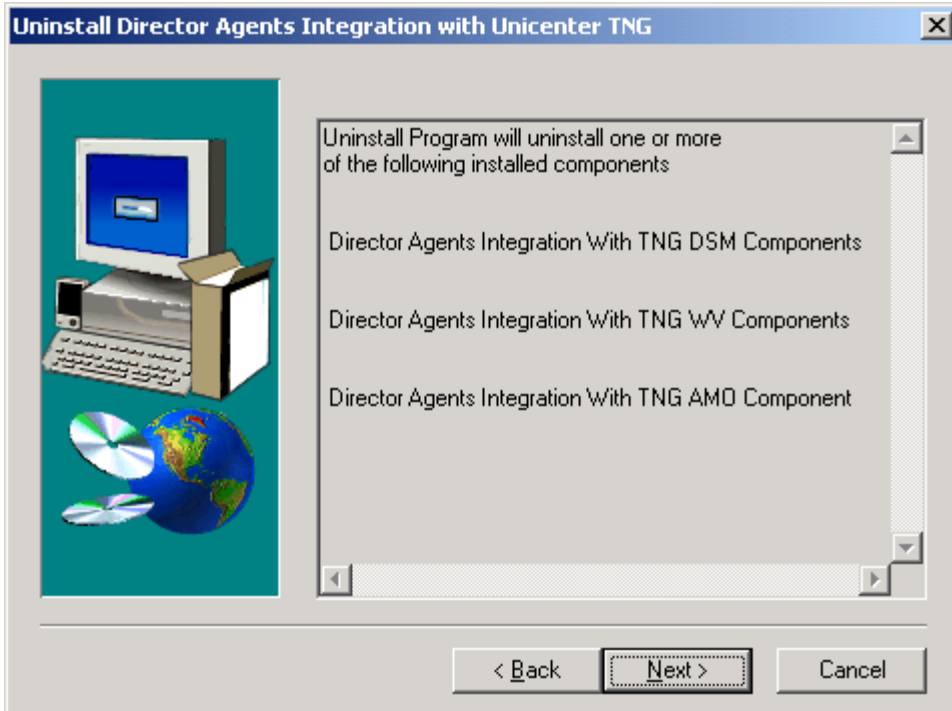 Uninstall Director Agents Integration with Unicenter TNG
Uninstall Program will uninstall one or more
of the following installed components
Director Agents Integration With TNG DSM Components
Director Agents Integration With TNG WV Components
Director Agents Integration With TNG AMO Component
< Back
Next >
Cancel